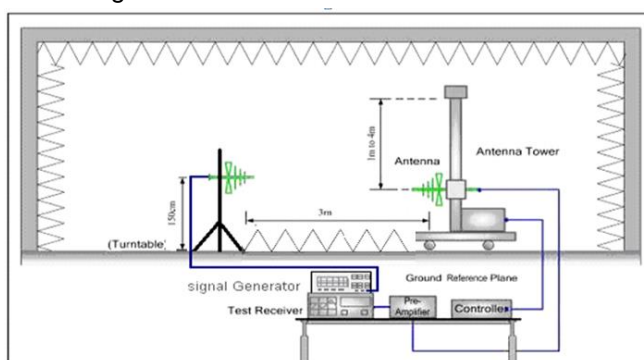 1m to 4m
Antenna
Antenna Tower
150cm
3m
(Turntable)
Ground Reference Plane
signal Generator
Test Receiver
Pre-
Amplifier
Controller